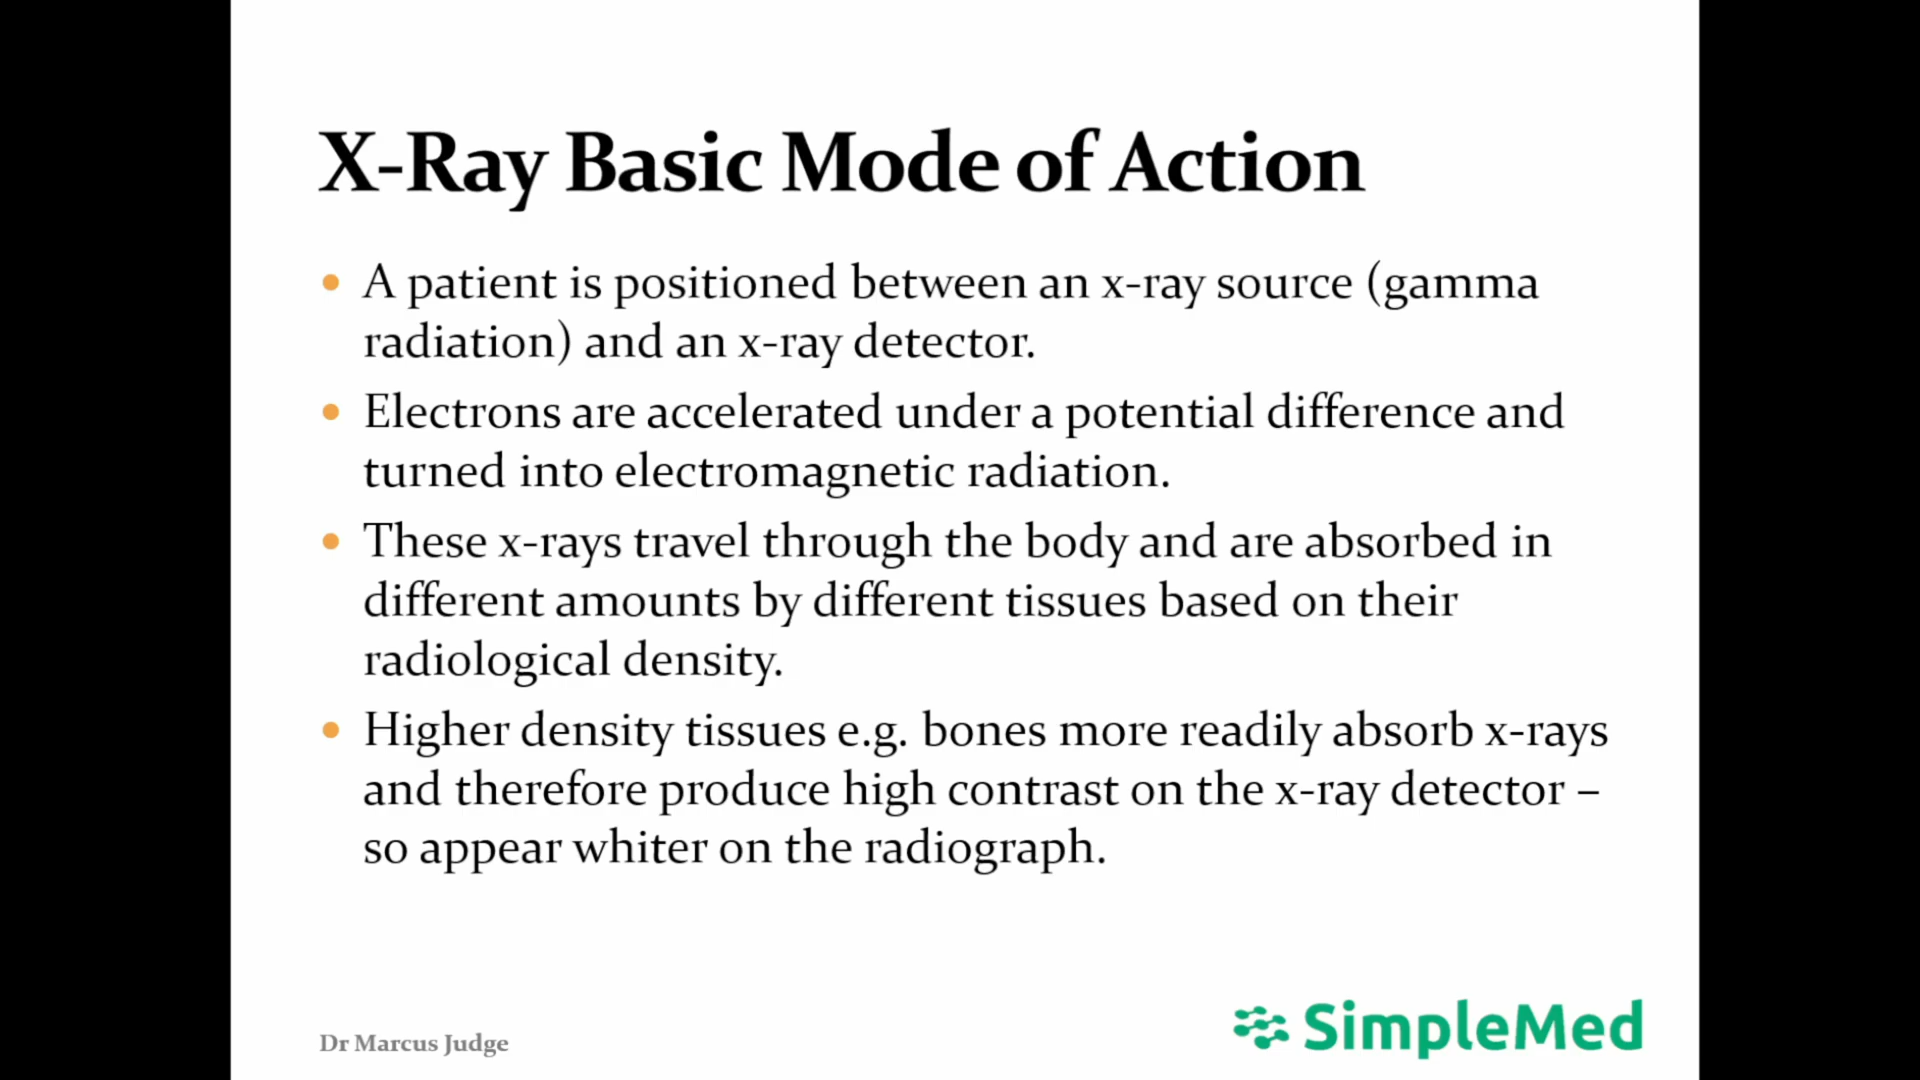 X-Ray Basic Mode of Action
• A patient is positioned between an x-ray source (gamma
radiation) and an x-ray detector.
• Electrons are accelerated under a potential difference and
turned into electromagnetic radiation.
• These x-rays travel through the body and are absorbed in
different amounts by different tissues based on their
radiological density.
• Higher density tissues e.g. bones more readily absorb x-rays
and therefore produce high contrast on the x-ray detector –
so appear whiter on the radiograph.
Dr Marcus Judge
SimpleMed